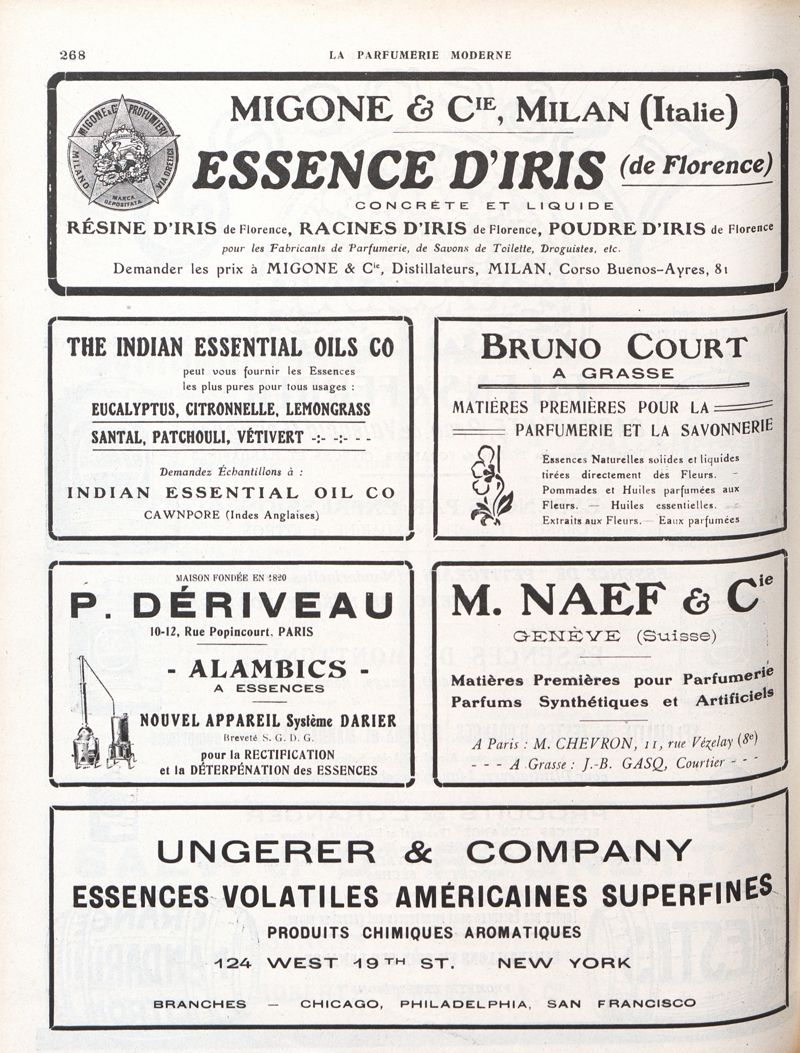 268
LA PARFUMERIE MODERNE
MIGONE & C PROFUMIERI
MILANO
VIA OREFICI
MARCA
DEPOSITATA
MIGONE & CIE, MILAN (Italie)
ESSENCE D'IRIS (de Florence)
CONCRÈTE ET LIQUIDE
RÉSINE D'IRIS de Florence, RACINES D'IRIS de Florence, POUDRE D'IRIS de Florence
pour les Fabricants de Parfumerie, de Savons de Toilette, Droguistes, etc.
Demander les prix à MIGONE & Cie, Distillateurs, MILAN, Corso Buenos-Ayres, 81
THE INDIAN ESSENTIAL OILS CO
peut vous fournir les Essences
les plus pures pour tous usages :
EUCALYPTUS, CITRONNELLE, LEMONGRASS
SANTAL, PATCHOULI, VÉTIVERT -:- -:- - -
Demandez Échantillons à :
INDIAN ESSENTIAL OIL CO
CAWNPORE (Indes Anglaises)
BRUNO COURT
A GRASSE
MATIÈRES PREMIÈRES POUR LA
PARFUMERIE ET LA SAVONNERIE
Essences Naturelles solides et liquides
tirées directement des Fleurs. —
Pommades et Huiles parfumées aux
Fleurs. — Huiles essentielles. —
Extraits aux Fleurs. — Eaux parfumées
MAISON FONDÉE EN 1820
P. DÉRIVEAU
10-12, Rue Popincourt, PARIS
- ALAMBICS -
A ESSENCES
NOUVEL APPAREIL Système DARIER
Breveté S. G. D. G.
pour la RECTIFICATION
et la DÉTERPÉNATION des ESSENCES
M. NAEF & Cie
GENÈVE (Suisse)
Matières Premières pour Parfumerie
Parfums Synthétiques et Artificiels
A Paris : M. CHEVRON, 11, rue Vézelay (8e)
- - - A Grasse : J.-B. GASQ, Courtier - - -
UNGERER & COMPANY
ESSENCES VOLATILES AMÉRICAINES SUPERFINES
PRODUITS CHIMIQUES AROMATIQUES
124 WEST 19TH ST. NEW YORK
BRANCHES — CHICAGO, PHILADELPHIA, SAN FRANCISCO